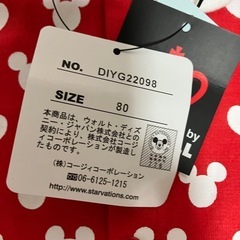 NO. DIYG22098
SIZE 80
本商品は、ウォルト・ディズ
ニー・ジャパン株式会社との
契約により、株式会社コージ
ィコーポレーションが製造し
たものです。
(株)コージィコーポレーション
☎06-6125-1215
http://www.starvations.com
by
L